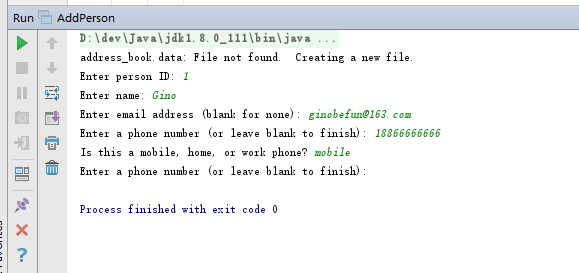 Run AddPerson
D:\dev\Java\jdk1.8.0_111\bin\java ...
address_book.data: File not found.  Creating a new file.
Enter person ID: 1
Enter name: Gino
Enter email address (blank for none): ginobefun@163.com
Enter a phone number (or leave blank to finish): 18866666666
Is this a mobile, home, or work phone? mobile
Enter a phone number (or leave blank to finish):
Process finished with exit code 0